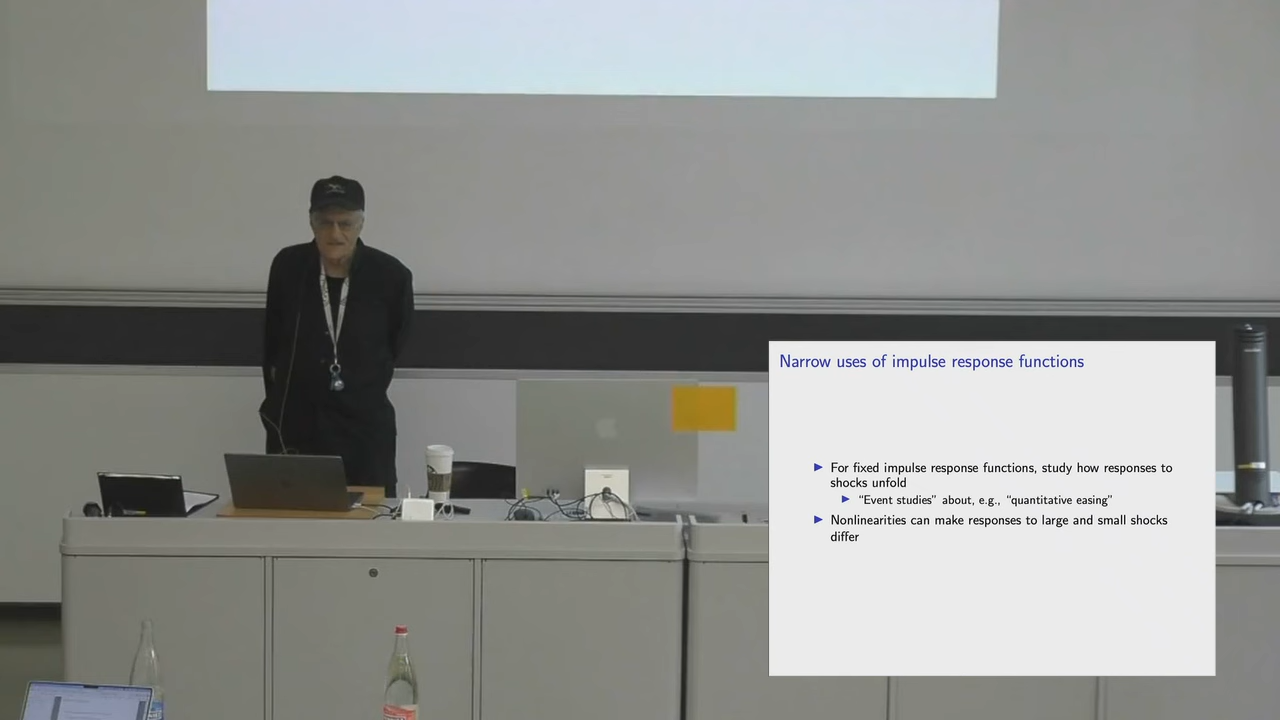 Narrow uses of impulse response functions
For fixed impulse response functions, study how responses to
shocks unfold
“Event studies” about, e.g., “quantitative easing”
Nonlinearities can make responses to large and small shocks
differ